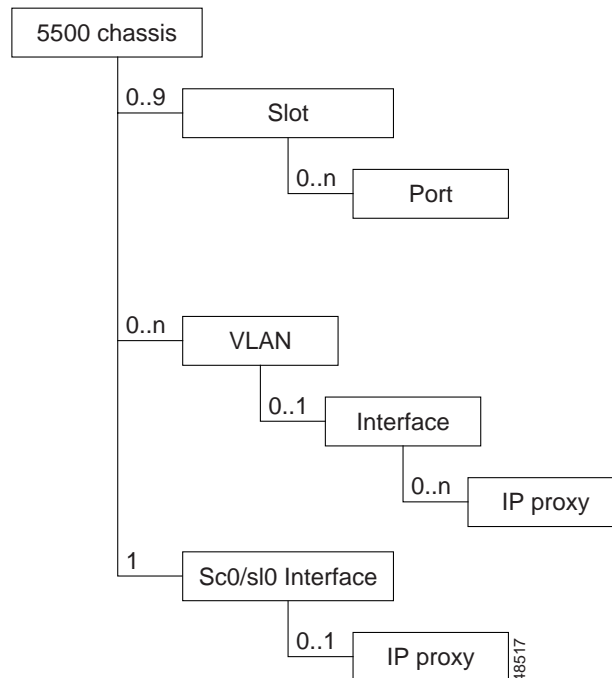 5500 chassis
0..9
Slot
0..n
Port
0..n
VLAN
0..1
Interface
0..n
IP proxy
1
Sc0/sl0 Interface
0..1
IP proxy
48517